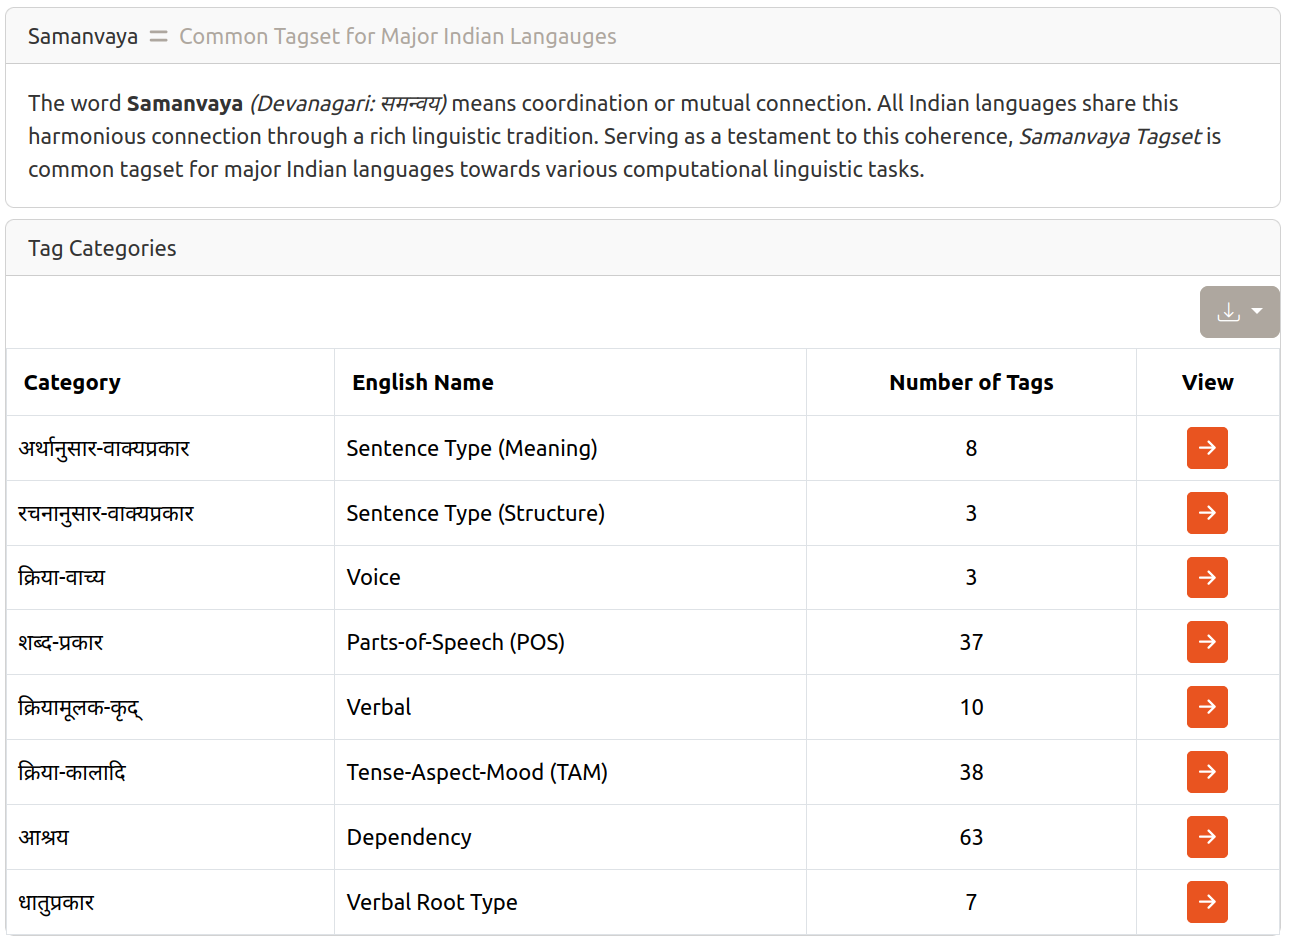 Samanvaya = Common Tagset for Major Indian Langauges
The word Samanvaya (Devanagari: समन्वय) means coordination or mutual connection. All Indian languages share this
harmonious connection through a rich linguistic tradition. Serving as a testament to this coherence, Samanvaya Tagset is
common tagset for major Indian languages towards various computational linguistic tasks.
Tag Categories
Category English Name Number of Tags View
अर्थानुसार-वाक्यप्रकार Sentence Type (Meaning) 8
रचनानुसार-वाक्यप्रकार Sentence Type (Structure) 3
क्रिया-वाच्य Voice 3
शब्द-प्रकार Parts-of-Speech (POS) 37
क्रियामूलक-कृद् Verbal 10
क्रिया-कालादि Tense-Aspect-Mood (TAM) 38
आश्रय Dependency 63
धातुप्रकार Verbal Root Type 7